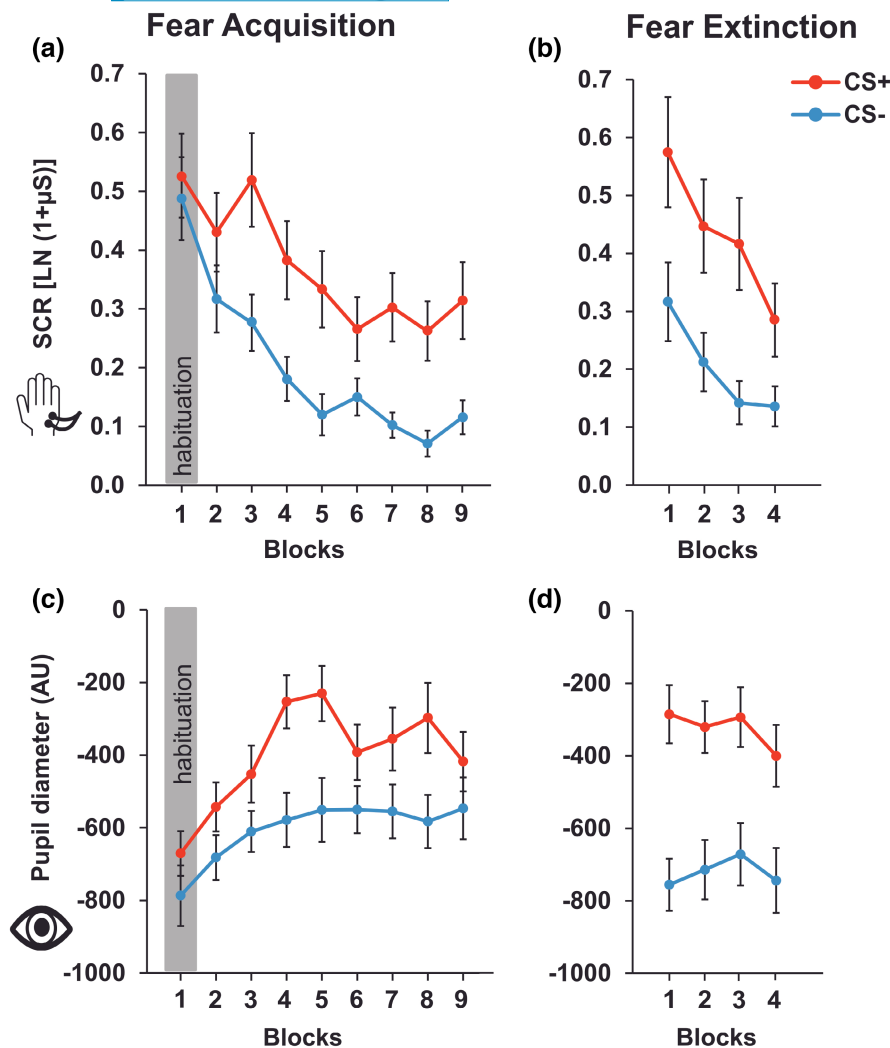 Fear Acquisition
Fear Extinction
(a)
(b)
CS+
CS-
SCR [LN (1+µS)]
0.7
0.6
0.5
0.4
0.3
0.2
0.1
0.0
habituation
1 2 3 4 5 6 7 8 9
Blocks
0.7
0.6
0.5
0.4
0.3
0.2
0.1
0.0
1 2 3 4
Blocks
(c)
(d)
Pupil diameter (AU)
0
-200
-400
-600
-800
-1000
habituation
1 2 3 4 5 6 7 8 9
Blocks
0
-200
-400
-600
-800
-1000
1 2 3 4
Blocks